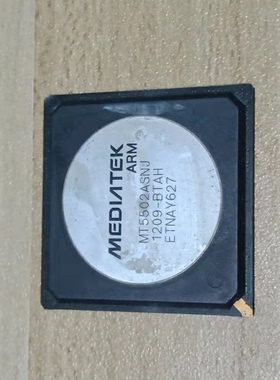 MEDIATEK
ARM
MT5502ASNJ
1209-BTAH
ETNAY627